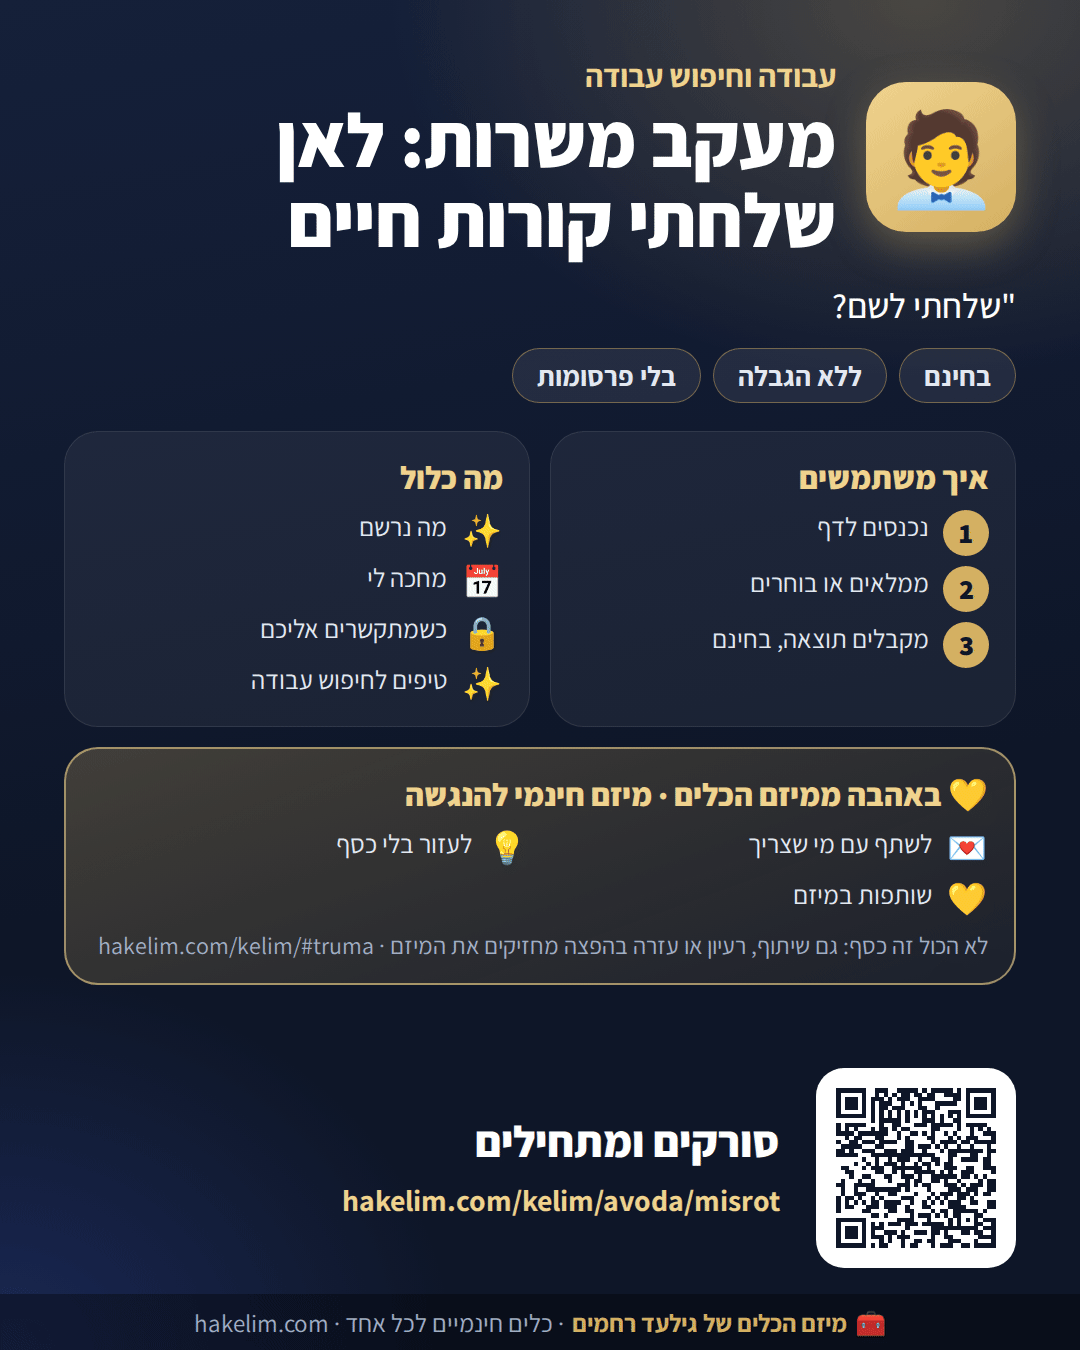 עבודה וחיפוש עבודה
מעקב משרות: לאן
שלחתי קורות חיים
"שלחתי לשם?
בחינם
ללא הגבלה
בלי פרסומות
איך משתמשים
1 נכנסים לדף
2 ממלאים או בוחרים
3 מקבלים תוצאה, בחינם
מה כלול
מה נרשם
July 17 מחכה לי
כשמתקשרים אליכם
טיפים לחיפוש עבודה
באהבה ממיזם הכלים · מיזם חינמי להנגשה
לשתף עם מי שצריך
לעזור בלי כסף
שותפות במיזם
לא הכול זה כסף: גם שיתוף, רעיון או עזרה בהפצה מחזיקים את המיזם · hakelim.com/kelim/#truma
סורקים ומתחילים
hakelim.com/kelim/avoda/misrot
מיזם הכלים של גילעד רחמים · כלים חינמיים לכל אחד · hakelim.com